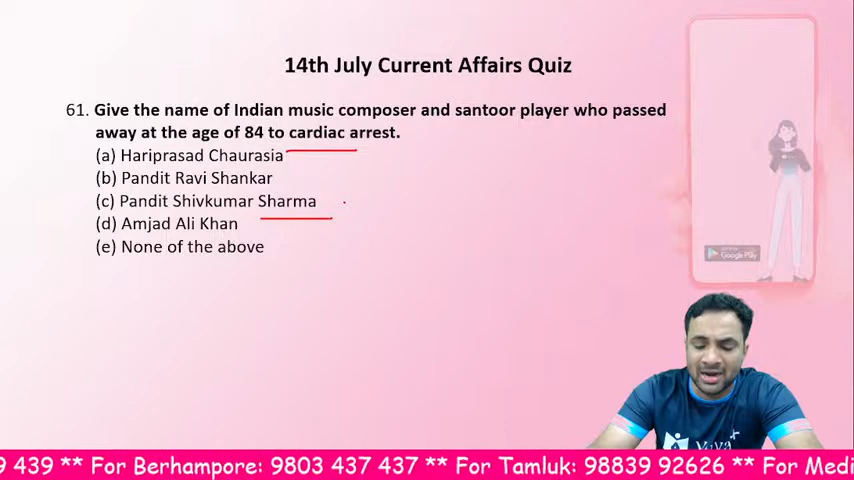 14th July Current Affairs Quiz
61. Give the name of Indian music composer and santoor player who passed
away at the age of 84 to cardiac arrest.
(a) Hariprasad Chaurasia
(b) Pandit Ravi Shankar
(c) Pandit Shivkumar Sharma
(d) Amjad Ali Khan
(e) None of the above
Google Play
9 439 ** For Berhampore: 9803 437 437 ** For Tamluk: 98839 92626 ** For Medi